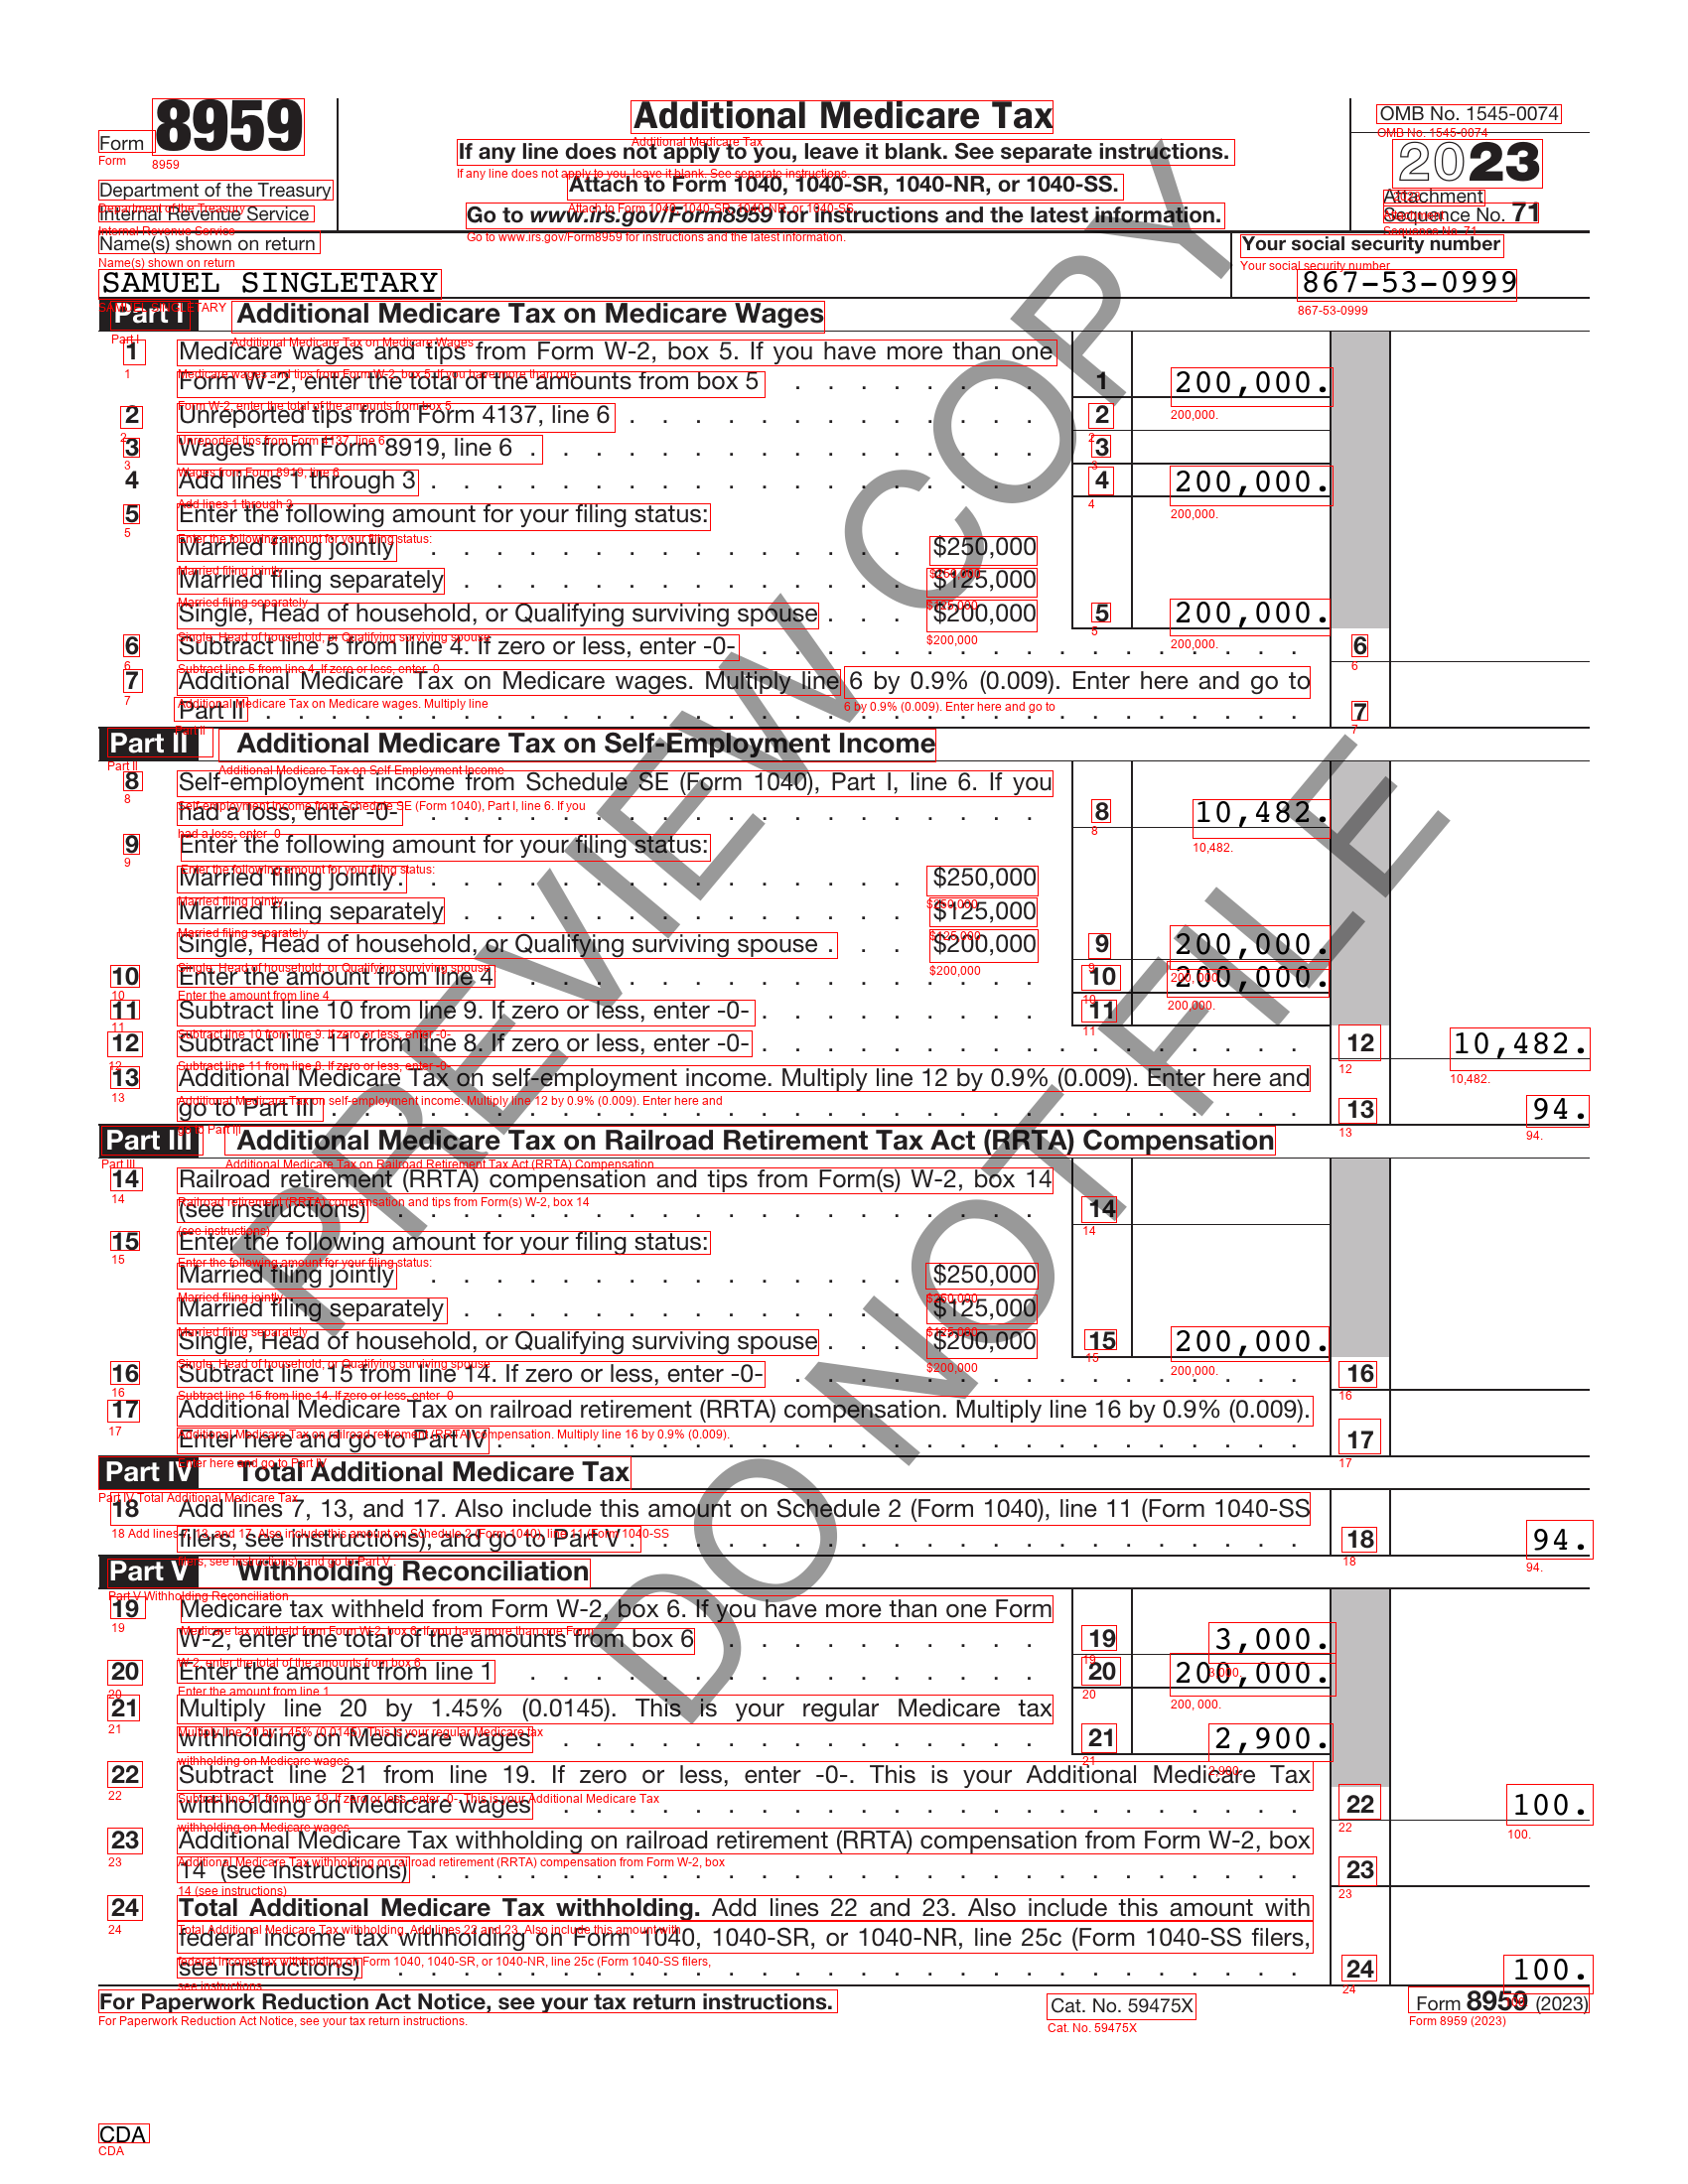 Form 8959
Department of the Treasury
Internal Revenue Service
Additional Medicare Tax
If any line does not apply to you, leave it blank. See separate instructions.
Attach to Form 1040, 1040-SR, 1040-NR, or 1040-SS.
Go to www.irs.gov/Form8959 for instructions and the latest information.
OMB No. 1545-0074
2023
Attachment
Sequence No. 71
Name(s) shown on return
SAMUEL SINGLETARY
Your social security number
867-53-0999
Part I Additional Medicare Tax on Medicare Wages
1 Medicare wages and tips from Form W-2, box 5. If you have more than one
Form W-2, enter the total of the amounts from box 5 . . . . . . . . 1 200,000.
2 Unreported tips from Form 4137, line 6 . . . . . . . . . . . . . 2
3 Wages from Form 8919, line 6 . . . . . . . . . . . . . . . . 3
4 Add lines 1 through 3 . . . . . . . . . . . . . . . . . . . 4 200,000.
5 Enter the following amount for your filing status:
Married filing jointly . . . . . . . . . . . . . . . $250,000
Married filing separately . . . . . . . . . . . . . . $125,000
Single, Head of household, or Qualifying surviving spouse . . . $200,000 5 200,000.
6 Subtract line 5 from line 4. If zero or less, enter -0- . . . . . . . . . . . . . . . . . 6
7 Additional Medicare Tax on Medicare wages. Multiply line 6 by 0.9% (0.009). Enter here and go to
Part II . . . . . . . . . . . . . . . . . . . . . . . . . . . . . . . . 7
Part II Additional Medicare Tax on Self-Employment Income
8 Self-employment income from Schedule SE (Form 1040), Part I, line 6. If you
had a loss, enter -0- . . . . . . . . . . . . . . . . . . . 8 10,482.
9 Enter the following amount for your filing status:
Married filing jointly . . . . . . . . . . . . . . . . $250,000
Married filing separately . . . . . . . . . . . . . . $125,000
Single, Head of household, or Qualifying surviving spouse . . . $200,000 9 200,000.
10 Enter the amount from line 4 . . . . . . . . . . . . . . . . 10 200,000.
11 Subtract line 10 from line 9. If zero or less, enter -0- . . . . . . . . . 11
12 Subtract line 11 from line 8. If zero or less, enter -0- . . . . . . . . . . . . . . . . . 12 10,482.
13 Additional Medicare Tax on self-employment income. Multiply line 12 by 0.9% (0.009). Enter here and
go to Part III . . . . . . . . . . . . . . . . . . . . . . . . . . . . . 13 94.
Part III Additional Medicare Tax on Railroad Retirement Tax Act (RRTA) Compensation
14 Railroad retirement (RRTA) compensation and tips from Form(s) W-2, box 14
(see instructions) . . . . . . . . . . . . . . . . . . . . 14
15 Enter the following amount for your filing status:
Married filing jointly . . . . . . . . . . . . . . . $250,000
Married filing separately . . . . . . . . . . . . . . $125,000
Single, Head of household, or Qualifying surviving spouse . . . $200,000 15 200,000.
16 Subtract line 15 from line 14. If zero or less, enter -0- . . . . . . . . . . . . . . . . 16
17 Additional Medicare Tax on railroad retirement (RRTA) compensation. Multiply line 16 by 0.9% (0.009).
Enter here and go to Part IV . . . . . . . . . . . . . . . . . . . . . . . . . 17
Part IV Total Additional Medicare Tax
18 Add lines 7, 13, and 17. Also include this amount on Schedule 2 (Form 1040), line 11 (Form 1040-SS
filers, see instructions), and go to Part V . . . . . . . . . . . . . . . . . . . . . 18 94.
Part V Withholding Reconciliation
19 Medicare tax withheld from Form W-2, box 6. If you have more than one Form
W-2, enter the total of the amounts from box 6 . . . . . . . . . . 19 3,000.
20 Enter the amount from line 1 . . . . . . . . . . . . . . . . 20 200,000.
21 Multiply line 20 by 1.45% (0.0145). This is your regular Medicare tax
withholding on Medicare wages . . . . . . . . . . . . . . . 21 2,900.
22 Subtract line 21 from line 19. If zero or less, enter -0-. This is your Additional Medicare Tax
withholding on Medicare wages . . . . . . . . . . . . . . . . . . . . . . . 22 100.
23 Additional Medicare Tax withholding on railroad retirement (RRTA) compensation from Form W-2, box
14 (see instructions) . . . . . . . . . . . . . . . . . . . . . . . . . . . 23
24 Total Additional Medicare Tax withholding. Add lines 22 and 23. Also include this amount with
federal income tax withholding on Form 1040, 1040-SR, or 1040-NR, line 25c (Form 1040-SS filers,
see instructions) . . . . . . . . . . . . . . . . . . . . . . . . . . . . 24 100.
For Paperwork Reduction Act Notice, see your tax return instructions. Cat. No. 59475X Form 8959 (2023)
CDA
PREVIEW COPY
DO NOT FILE